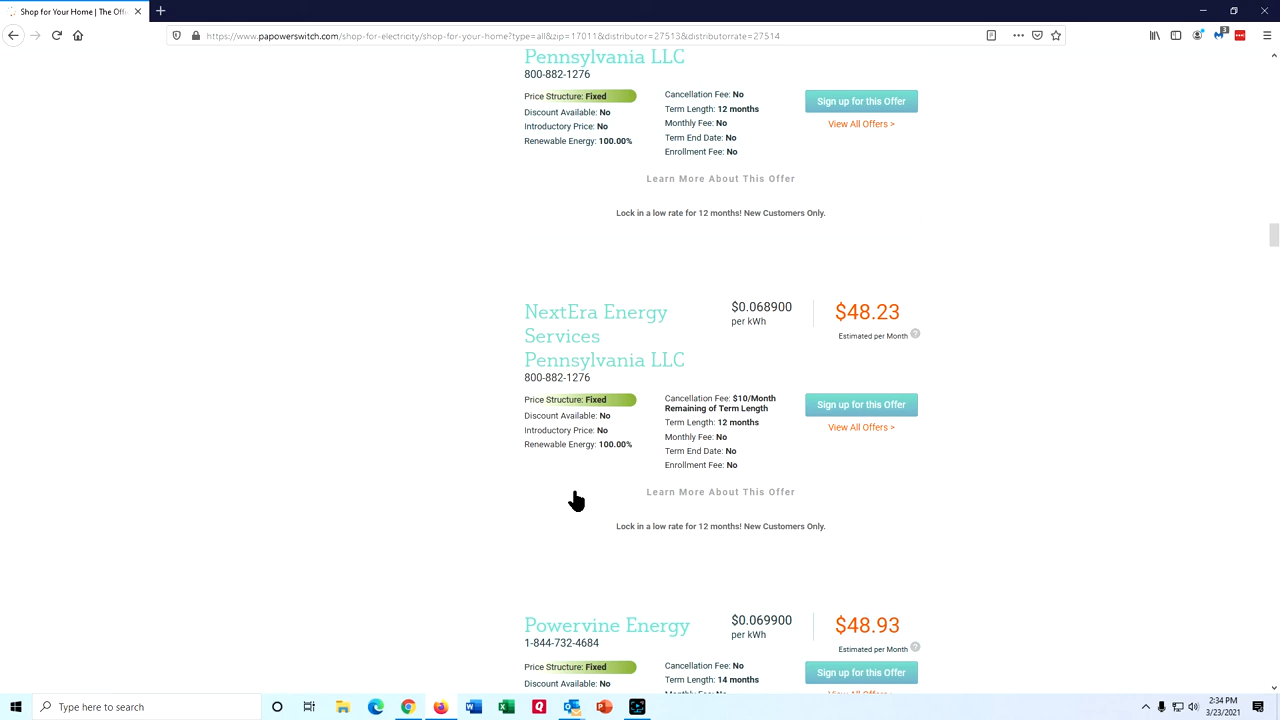 Shop for Your Home | The Offi
https://www.papowerswitch.com/shop-for-electricity/shop-for-your-home?type=all&zip=17011&distributor=27513&distributorrate=27514
3
Pennsylvania LLC
800-882-1276
Price Structure: Fixed
Discount Available: No
Introductory Price: No
Renewable Energy: 100.00%
Cancellation Fee: No
Term Length: 12 months
Monthly Fee: No
Term End Date: No
Enrollment Fee: No
Sign up for this Offer
View All Offers >
Learn More About This Offer
Lock in a low rate for 12 months! New Customers Only.
NextEra Energy
Services
Pennsylvania LLC
800-882-1276
$0.068900
per kWh
$48.23
Estimated per Month ?
Price Structure: Fixed
Discount Available: No
Introductory Price: No
Renewable Energy: 100.00%
Cancellation Fee: $10/Month
Remaining of Term Length
Term Length: 12 months
Monthly Fee: No
Term End Date: No
Enrollment Fee: No
Sign up for this Offer
View All Offers >
Learn More About This Offer
Lock in a low rate for 12 months! New Customers Only.
Powervine Energy
1-844-732-4684
$0.069900
per kWh
$48.93
Estimated per Month ?
Price Structure: Fixed
Discount Available: No
Cancellation Fee: No
Term Length: 14 months
Monthly Fee: No
Sign up for this Offer
View All Offers >
Type here to search
2:34 PM
3/23/2021